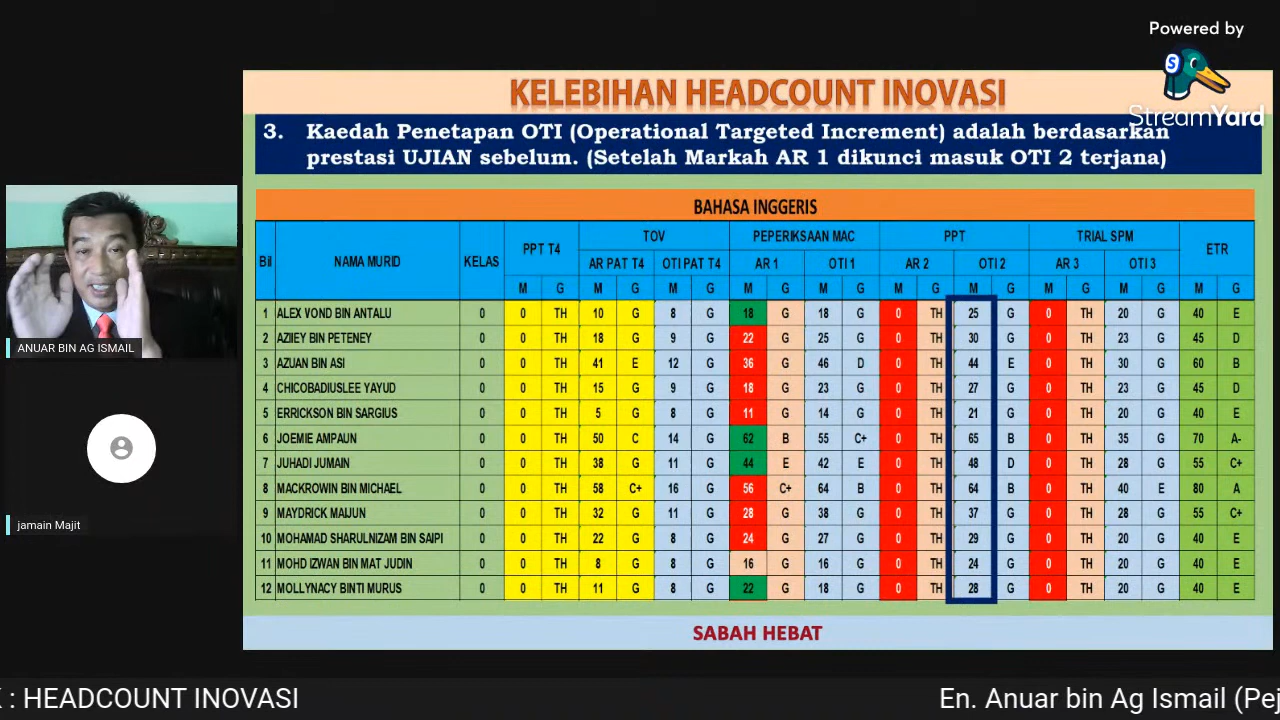 Powered by
StreamYard
KELEBIHAN HEADCOUNT INOVASI
3. Kaedah Penetapan OTI (Operational Targeted Increment) adalah berdasarkan
prestasi UJIAN sebelum. (Setelah Markah AR 1 dikunci masuk OTI 2 terjana)
BAHASA INGGERIS
Bil NAMA MURID KELAS PPT T4 TOV PEPERIKSAAN MAC PPT TRIAL SPM ETR
AR PAT T4 OTI PAT T4 AR 1 OTI 1 AR 2 OTI 2 AR 3 OTI 3
M G M G M G M G M G M G M G M G M G M G
1 ALEX VOND BIN ANTALU 0 0 TH 10 G 8 G 18 G 18 G 0 TH 25 G 0 TH 20 G 40 E
2 AZIIEY BIN PETENEY 0 0 TH 18 G 9 G 22 G 25 G 0 TH 30 G 0 TH 23 G 45 D
3 AZUAN BIN ASI 0 0 TH 41 E 12 G 36 G 46 D 0 TH 44 E 0 TH 30 G 60 B
4 CHICOBADIUSLEE YAYUD 0 0 TH 15 G 9 G 18 G 23 G 0 TH 27 G 0 TH 23 G 45 D
5 ERRICKSON BIN SARGIUS 0 0 TH 5 G 8 G 11 G 14 G 0 TH 21 G 0 TH 20 G 40 E
6 JOEMIE AMPAUN 0 0 TH 50 C 14 G 62 B 55 C+ 0 TH 65 B 0 TH 35 G 70 A-
7 JUHADI JUMAIN 0 0 TH 38 G 11 G 44 E 42 E 0 TH 48 D 0 TH 28 G 55 C+
8 MACKROWIN BIN MICHAEL 0 0 TH 58 C+ 16 G 56 C+ 64 B 0 TH 64 B 0 TH 40 E 80 A
9 MAYDRICK MAIJUN 0 0 TH 32 G 11 G 28 G 38 G 0 TH 37 G 0 TH 28 G 55 C+
10 MOHAMAD SHARULNIZAM BIN SAIPI 0 0 TH 22 G 8 G 24 G 27 G 0 TH 29 G 0 TH 20 G 40 E
11 MOHD IZWAN BIN MAT JUDIN 0 0 TH 8 G 8 G 16 G 16 G 0 TH 24 G 0 TH 20 G 40 E
12 MOLLYNACY BINTI MURUS 0 0 TH 11 G 8 G 22 G 18 G 0 TH 28 G 0 TH 20 G 40 E
SABAH HEBAT
ANUAR BIN AG ISMAIL
jamain Majit
: HEADCOUNT INOVASI
En. Anuar bin Ag Ismail (Pej